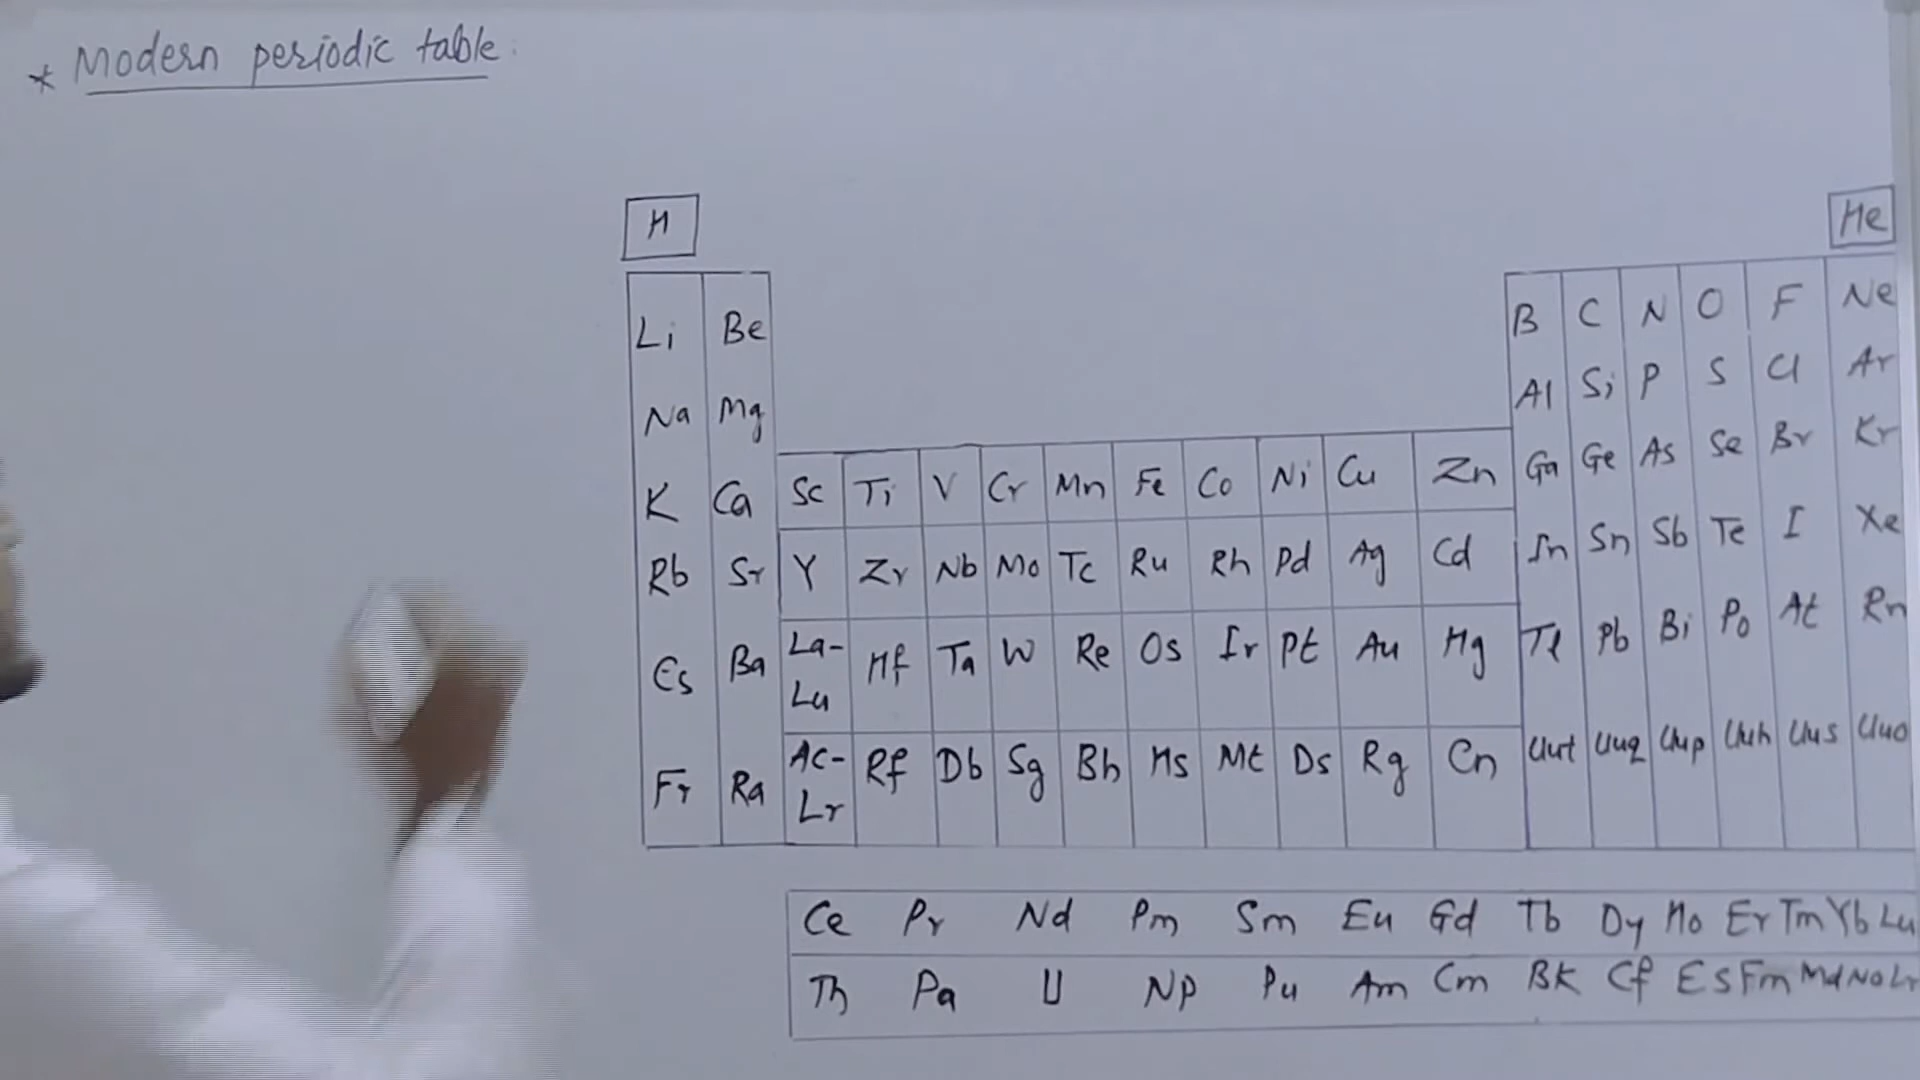 * Modern periodic table.
H He
Li Be B C N O F Ne
Na Mg Al Si P S Cl Ar
K Ca Sc Ti V Cr Mn Fe Co Ni Cu Zn Ga Ge As Se Br Kr
Rb Sr Y Zr Nb Mo Tc Ru Rh Pd Ag Cd In Sn Sb Te I Xe
Cs Ba La-Lu Hf Ta W Re Os Ir Pt Au Hg Tl Pb Bi Po At Rn
Fr Ra Ac-Lr Rf Db Sg Bh Hs Mt Ds Rg Cn Uut Uuq Uup Uuh Uus Uuo
Ce Pr Nd Pm Sm Eu Gd Tb Dy Ho Er Tm Yb Lu
Th Pa U Np Pu Am Cm Bk Cf Es Fm Md No Lr